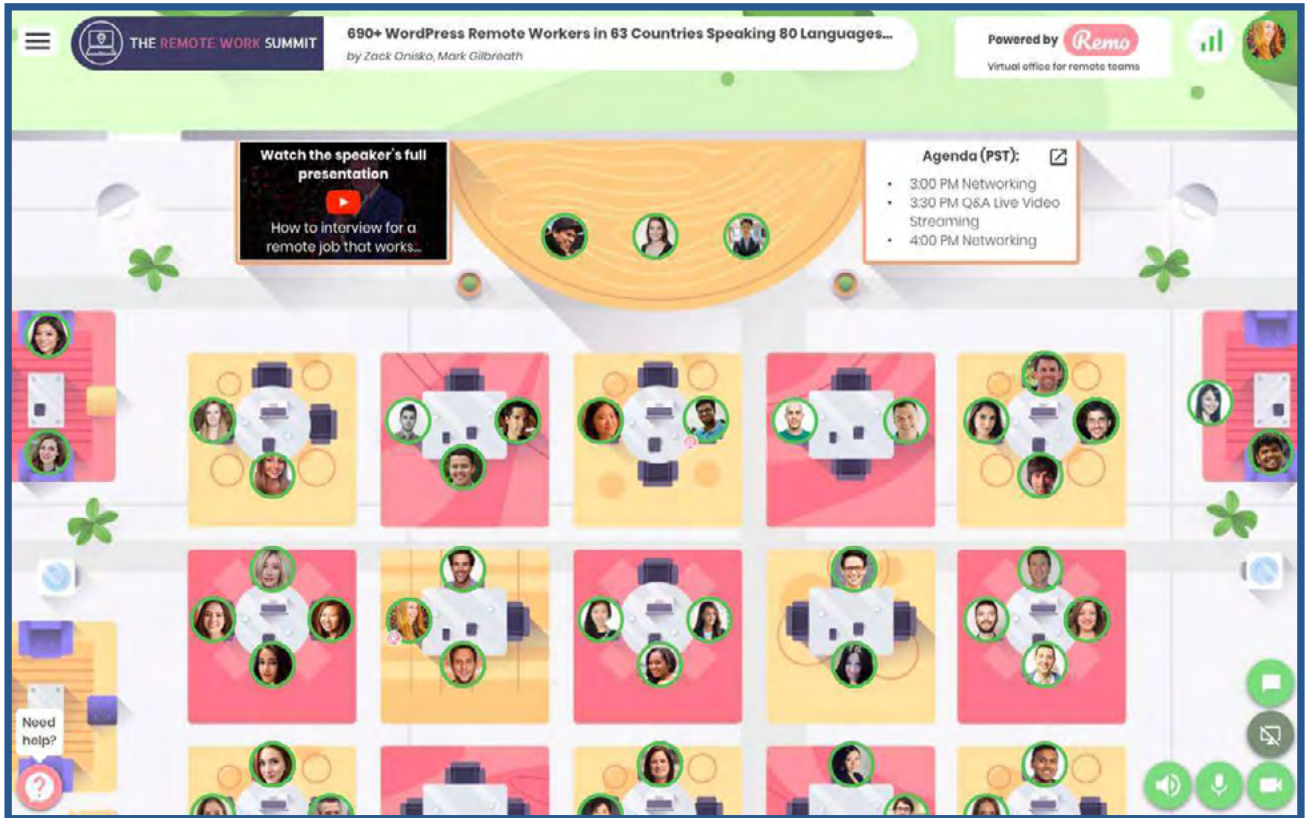 THE REMOTE WORK SUMMIT
690+ WordPress Remote Workers in 63 Countries Speaking 80 Languages...
by Zack Onisko, Mark Gilbreath
Powered by Remo
Virtual office for remote teams
Watch the speaker's full
presentation
How to interview for a
remote job that works...
Agenda (PST):
• 3:00 PM Networking
• 3:30 PM Q&A Live Video
Streaming
• 4:00 PM Networking
Need
help?
?